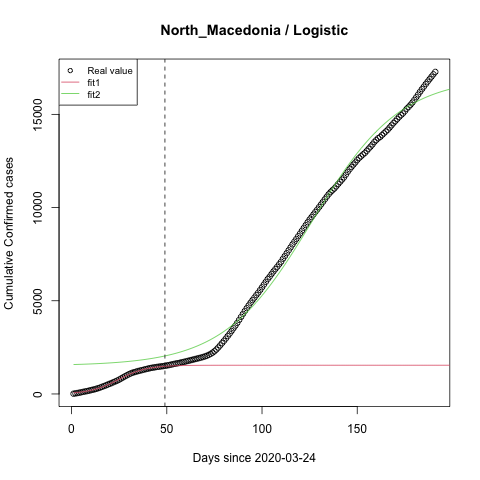 North_Macedonia / Logistic
Real value
fit1
fit2
Cumulative Confirmed cases
15000
10000
5000
0
0 50 100 150
Days since 2020-03-24